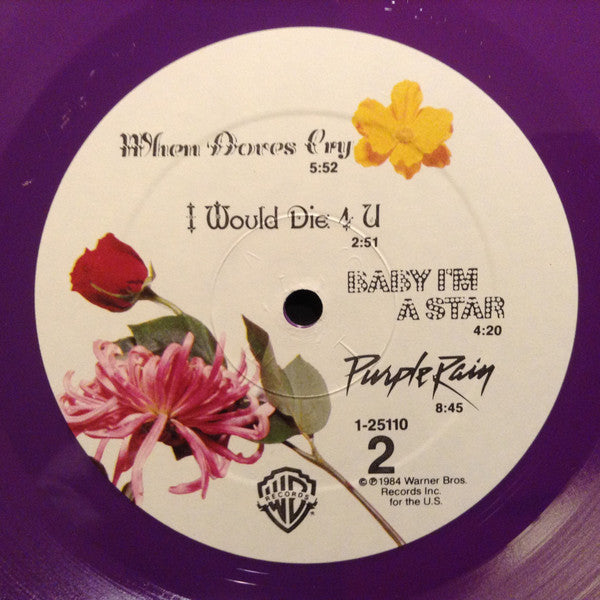 When Doves Cry
5:52
I Would Die 4 U
2:51
BABY I'M
A STAR
4:20
Purple Rain
8:45
1-25110
2
©℗1984 Warner Bros.
Records Inc.
for the U.S.
WB
RECORDS
®